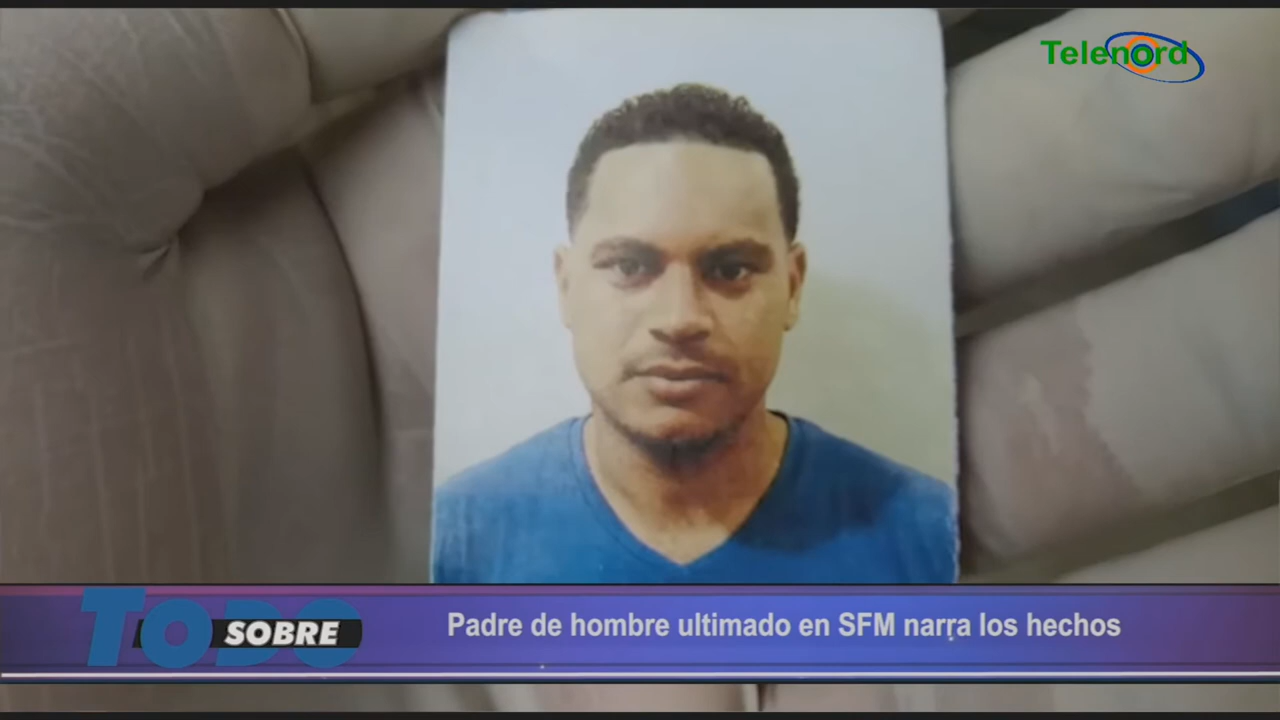 Telenord
TODO
SOBRE
Padre de hombre ultimado en SFM narra los hechos